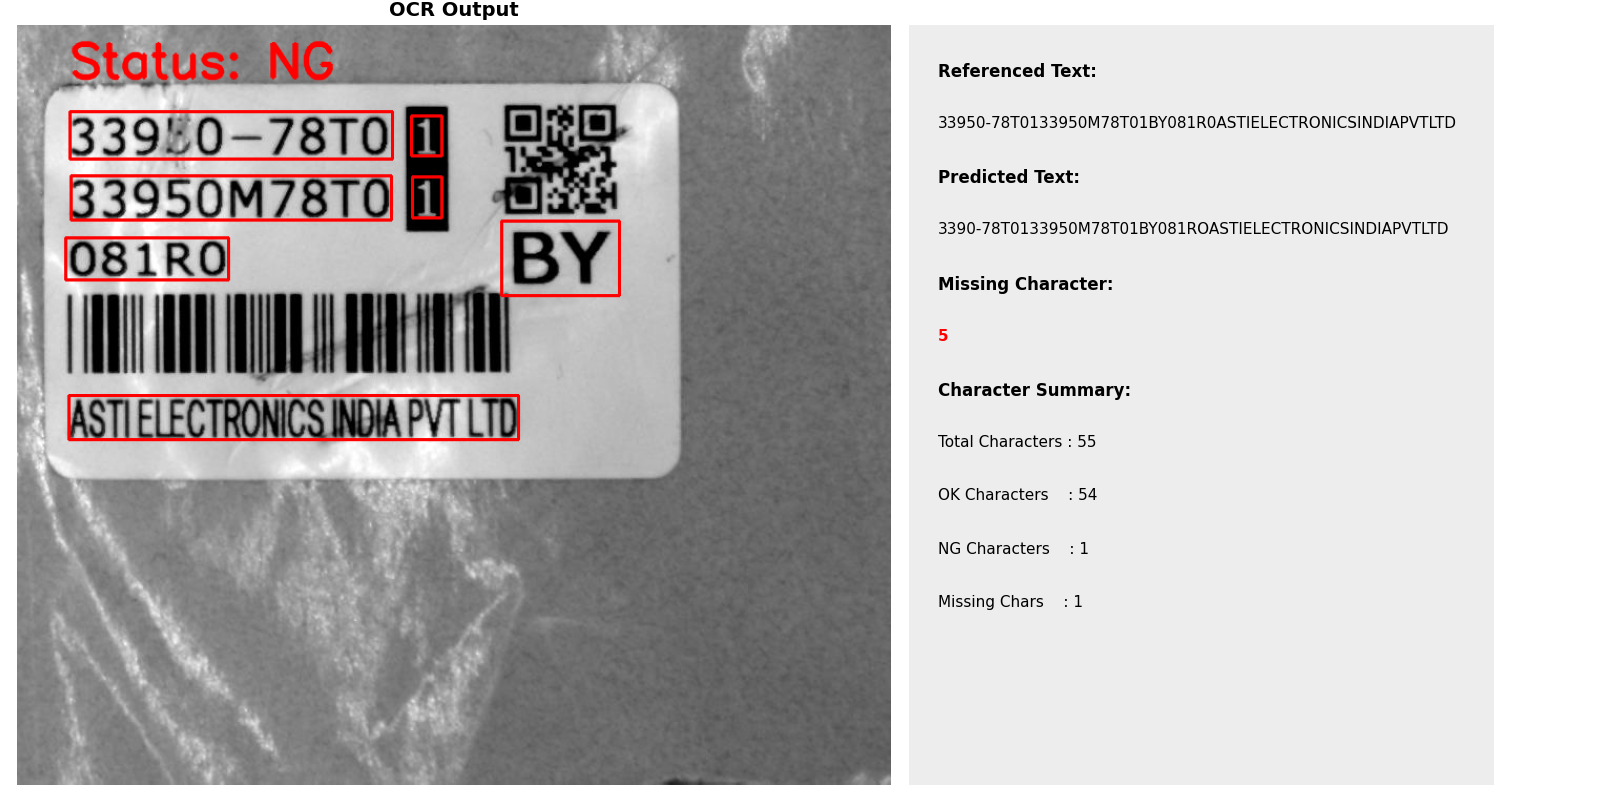 OCR Output
Status: NG
339 0-78T0 1
33950M78T0 1
081R0
BY
ASTI ELECTRONICS INDIA PVT LTD
Referenced Text:
33950-78T0133950M78T01BY081R0ASTIELECTRONICSINDIAPVTLTD
Predicted Text:
3390-78T0133950M78T01BY081ROASTIELECTRONICSINDIAPVTLTD
Missing Character:
5
Character Summary:
Total Characters : 55
OK Characters : 54
NG Characters : 1
Missing Chars : 1